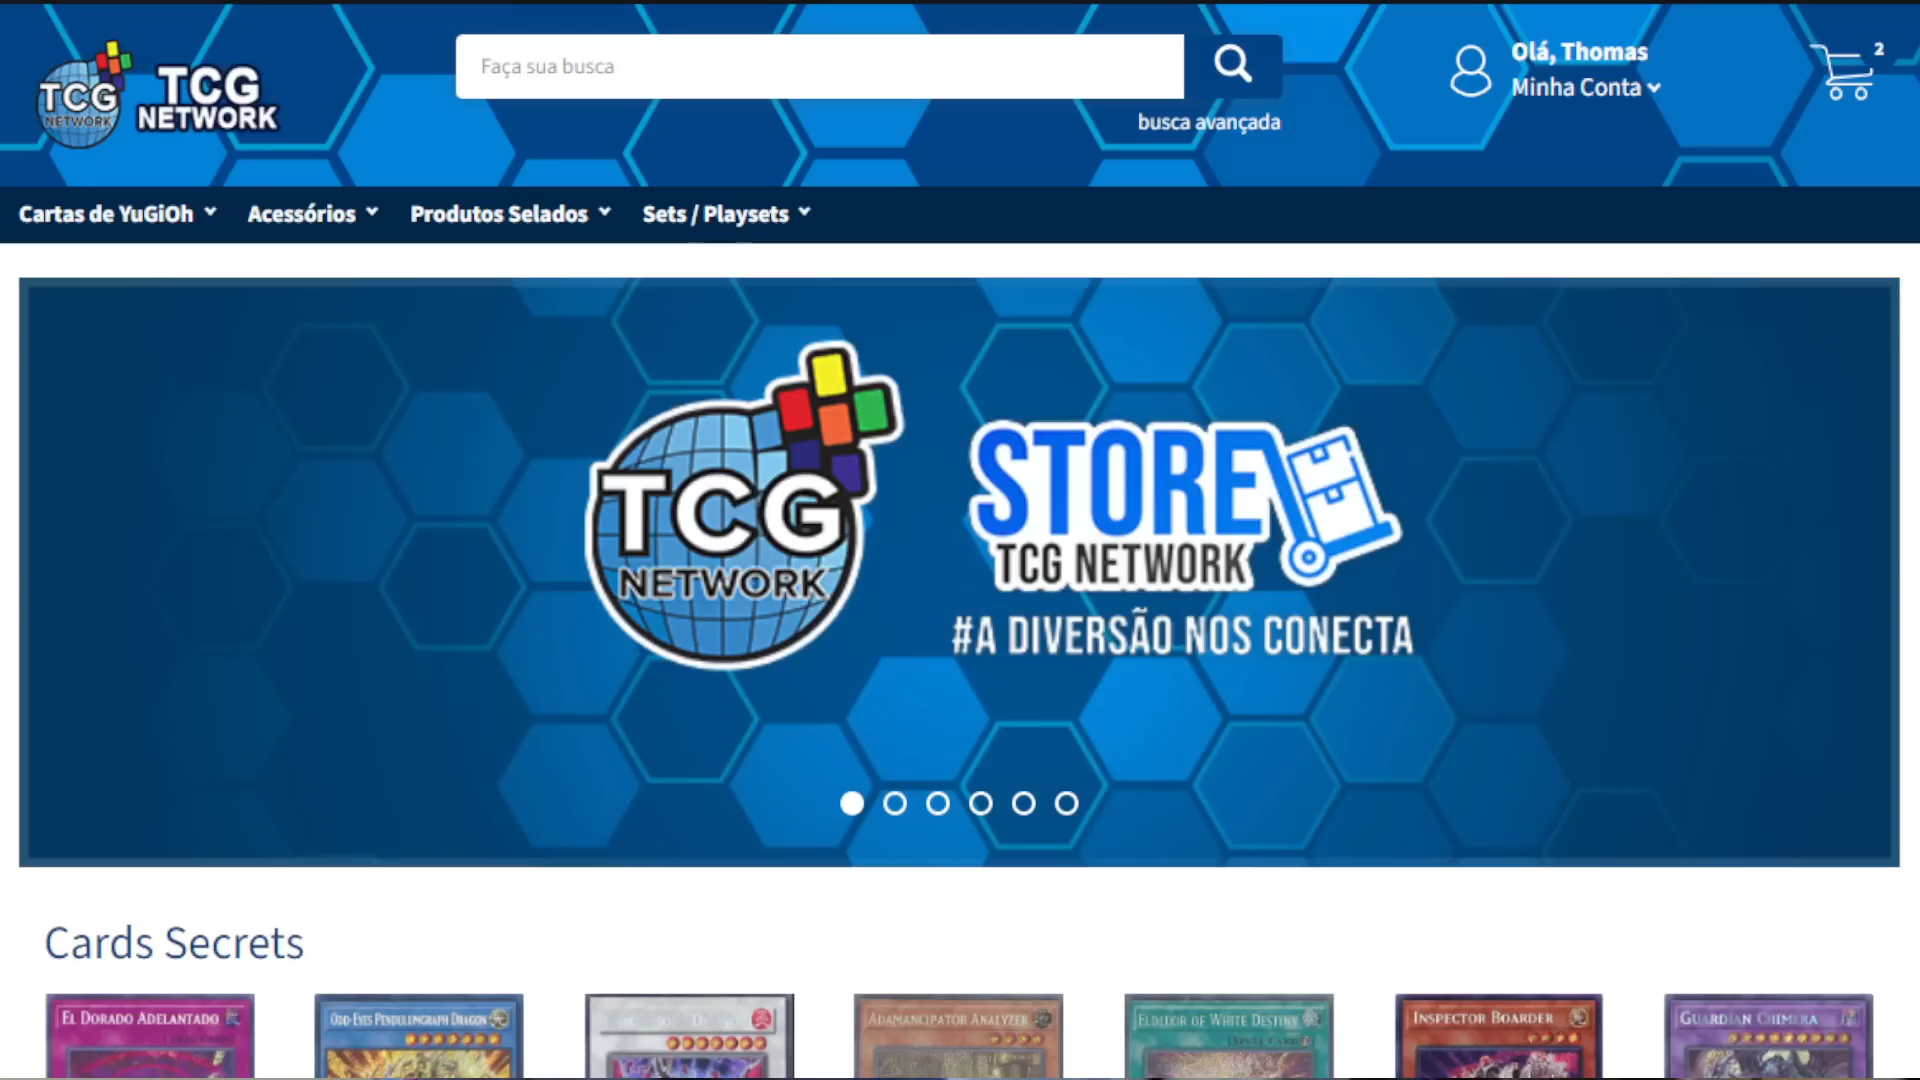 TCG
NETWORK
TCG
NETWORK
Faça sua busca
busca avançada
Olá, Thomas
Minha Conta
2
Cartas de YuGiOh
Acessórios
Produtos Selados
Sets / Playsets
TCG
NETWORK
STORE
TCG NETWORK
#A DIVERSÃO NOS CONECTA
Cards Secrets
EL DORADO ADELANTADO
ODD-EYES PENDULUMGRAPH DRAGON
ADAMANCIPATOR ANALYZER
ELDLIXIR OF WHITE DESTINY
INSPECTOR BOARDER
GUARDIAN CHIMERA